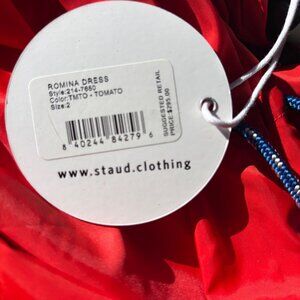 ROMINA DRESS
Style:214-7650
Color:TMTO - TOMATO
Size:2
8 40244 84279 6
SUGGESTED RETAIL
PRICE:$295.00
www.staud.clothing